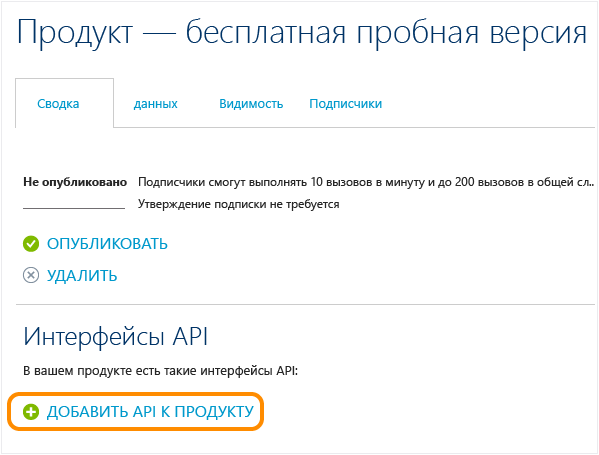 Продукт — бесплатная пробная версия
Сводка данных Видимость Подписчики
Не опубликовано Подписчики смогут выполнять 10 вызовов в минуту и до 200 вызовов в общей сл..
Утверждение подписки не требуется
ОПУБЛИКОВАТЬ
УДАЛИТЬ
Интерфейсы API
В вашем продукте есть такие интерфейсы API:
ДОБАВИТЬ API К ПРОДУКТУ